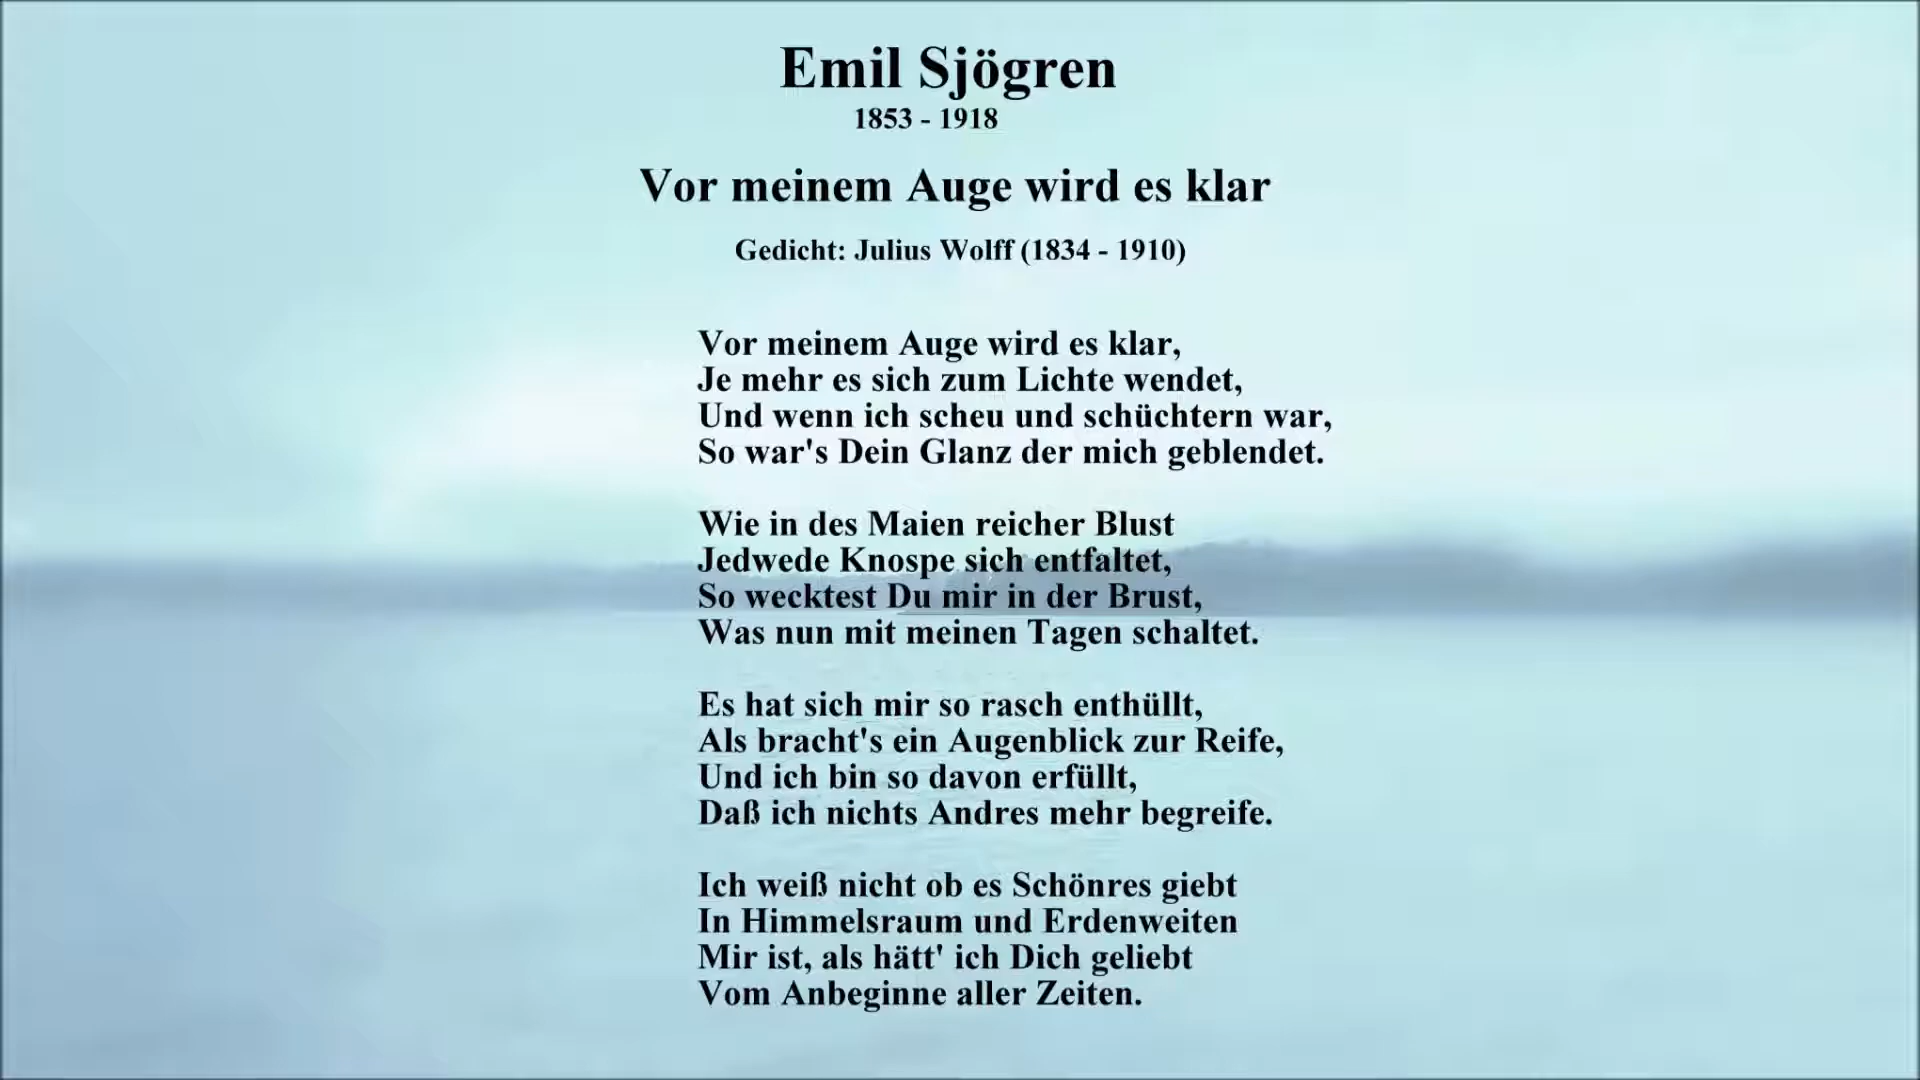 Emil Sjögren
1853 - 1918
Vor meinem Auge wird es klar
Gedicht: Julius Wolff (1834 - 1910)
Vor meinem Auge wird es klar,
Je mehr es sich zum Lichte wendet,
Und wenn ich scheu und schüchtern war,
So war's Dein Glanz der mich geblendet.
Wie in des Maien reicher Blust
Jedwede Knospe sich entfaltet,
So wecktest Du mir in der Brust,
Was nun mit meinen Tagen schaltet.
Es hat sich mir so rasch enthüllt,
Als bracht's ein Augenblick zur Reife,
Und ich bin so davon erfüllt,
Daß ich nichts Andres mehr begreife.
Ich weiß nicht ob es Schönres giebt
In Himmelsraum und Erdenweiten
Mir ist, als hätt' ich Dich geliebt
Vom Anbeginne aller Zeiten.